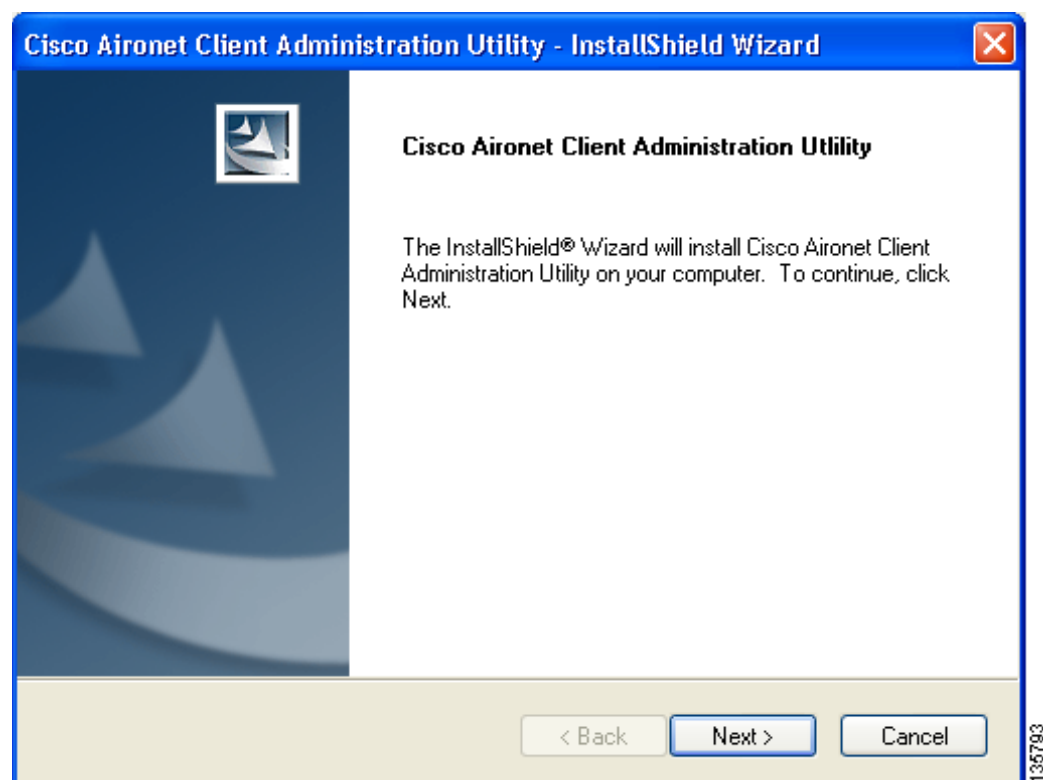 Cisco Aironet Client Administration Utility - InstallShield Wizard
Cisco Aironet Client Administration Utlility
The InstallShield® Wizard will install Cisco Aironet Client
Administration Utility on your computer. To continue, click
Next.
< Back
Next >
Cancel
135793